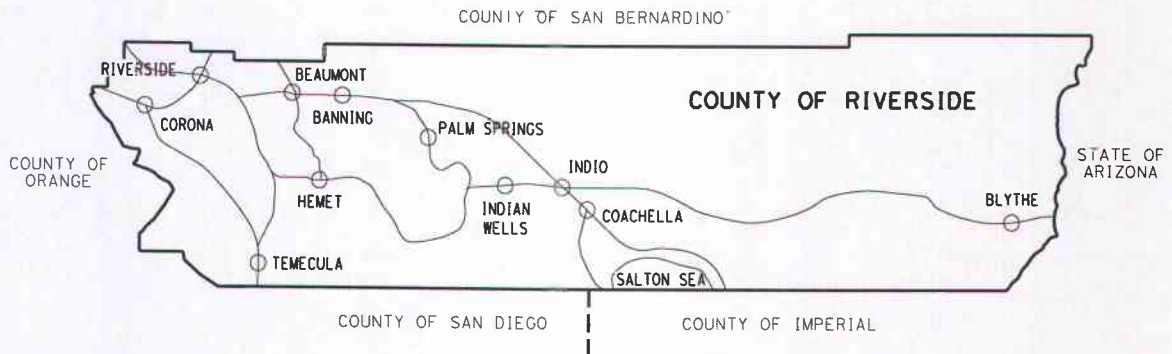 COUNTY OF SAN BERNARDINO
RIVERSIDE
BEAUMONT
COUNTY OF RIVERSIDE
BANNING
CORONA
PALM SPRINGS
COUNTY OF
ORANGE
STATE OF
ARIZONA
INDIO
HEMET
INDIAN
WELLS
COACHELLA
BLYTHE
TEMECULA
SALTON SEA
COUNTY OF SAN DIEGO
COUNTY OF IMPERIAL